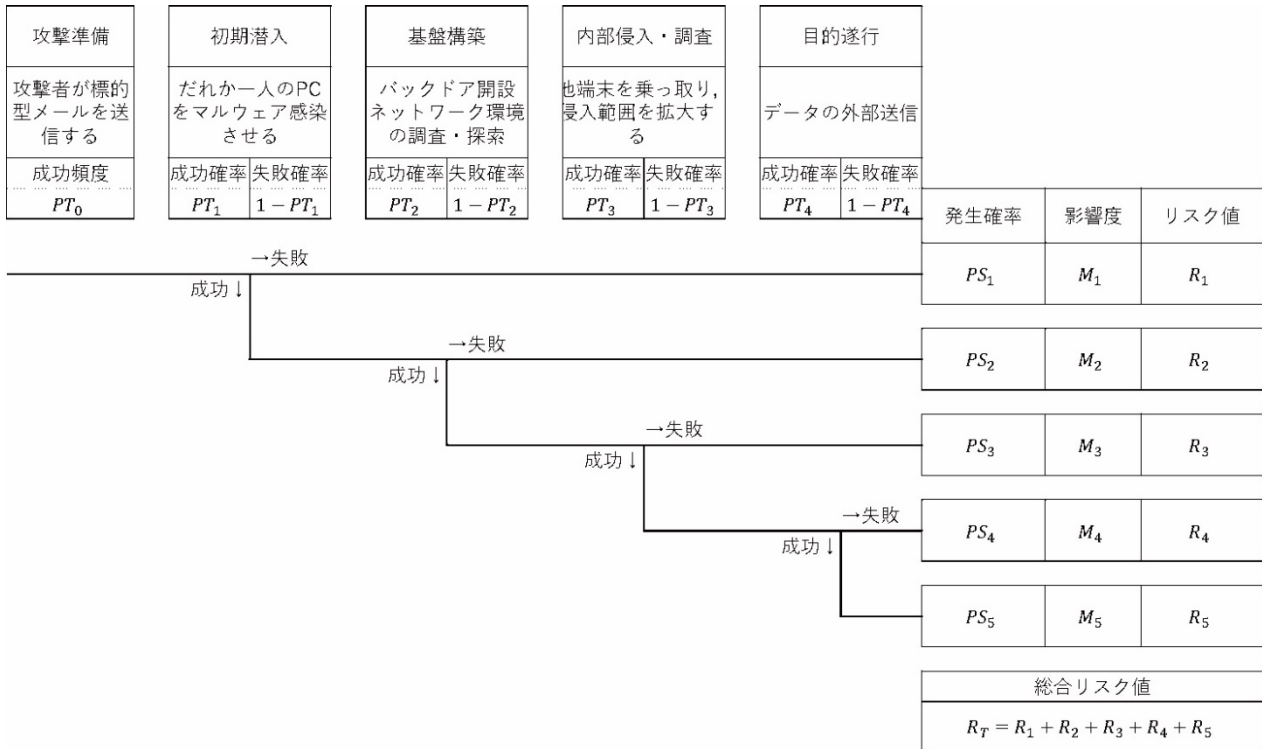 攻撃準備
初期潜入
基盤構築
内部侵入・調査
目的遂行
攻撃者が標的
型メールを送
信する
だれか一人のPC
をマルウェア感染
させる
バックドア開設
ネットワーク環境
の調査・探索
他端末を乗っ取り,
侵入範囲を拡大す
る
データの外部送信
成功頻度
成功確率 失敗確率
成功確率 失敗確率
成功確率 失敗確率
成功確率 失敗確率
PT₀
PT₁ 1 − PT₁
PT₂ 1 − PT₂
PT₃ 1 − PT₃
PT₄ 1 − PT₄
発生確率 影響度 リスク値
→失敗
成功↓
PS₁ M₁ R₁
→失敗
成功↓
PS₂ M₂ R₂
→失敗
成功↓
PS₃ M₃ R₃
→失敗
成功↓
PS₄ M₄ R₄
PS₅ M₅ R₅
総合リスク値
R_T = R₁ + R₂ + R₃ + R₄ + R₅